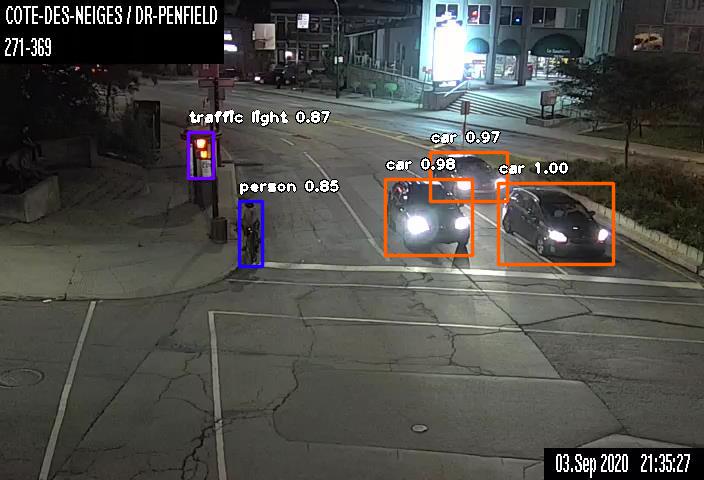 COTE-DES-NEIGES / DR-PENFIELD
271-369
traffic light 0.87
car 0.97
car 0.98
car 1.00
person 0.85
03.Sep 2020 21:35:27